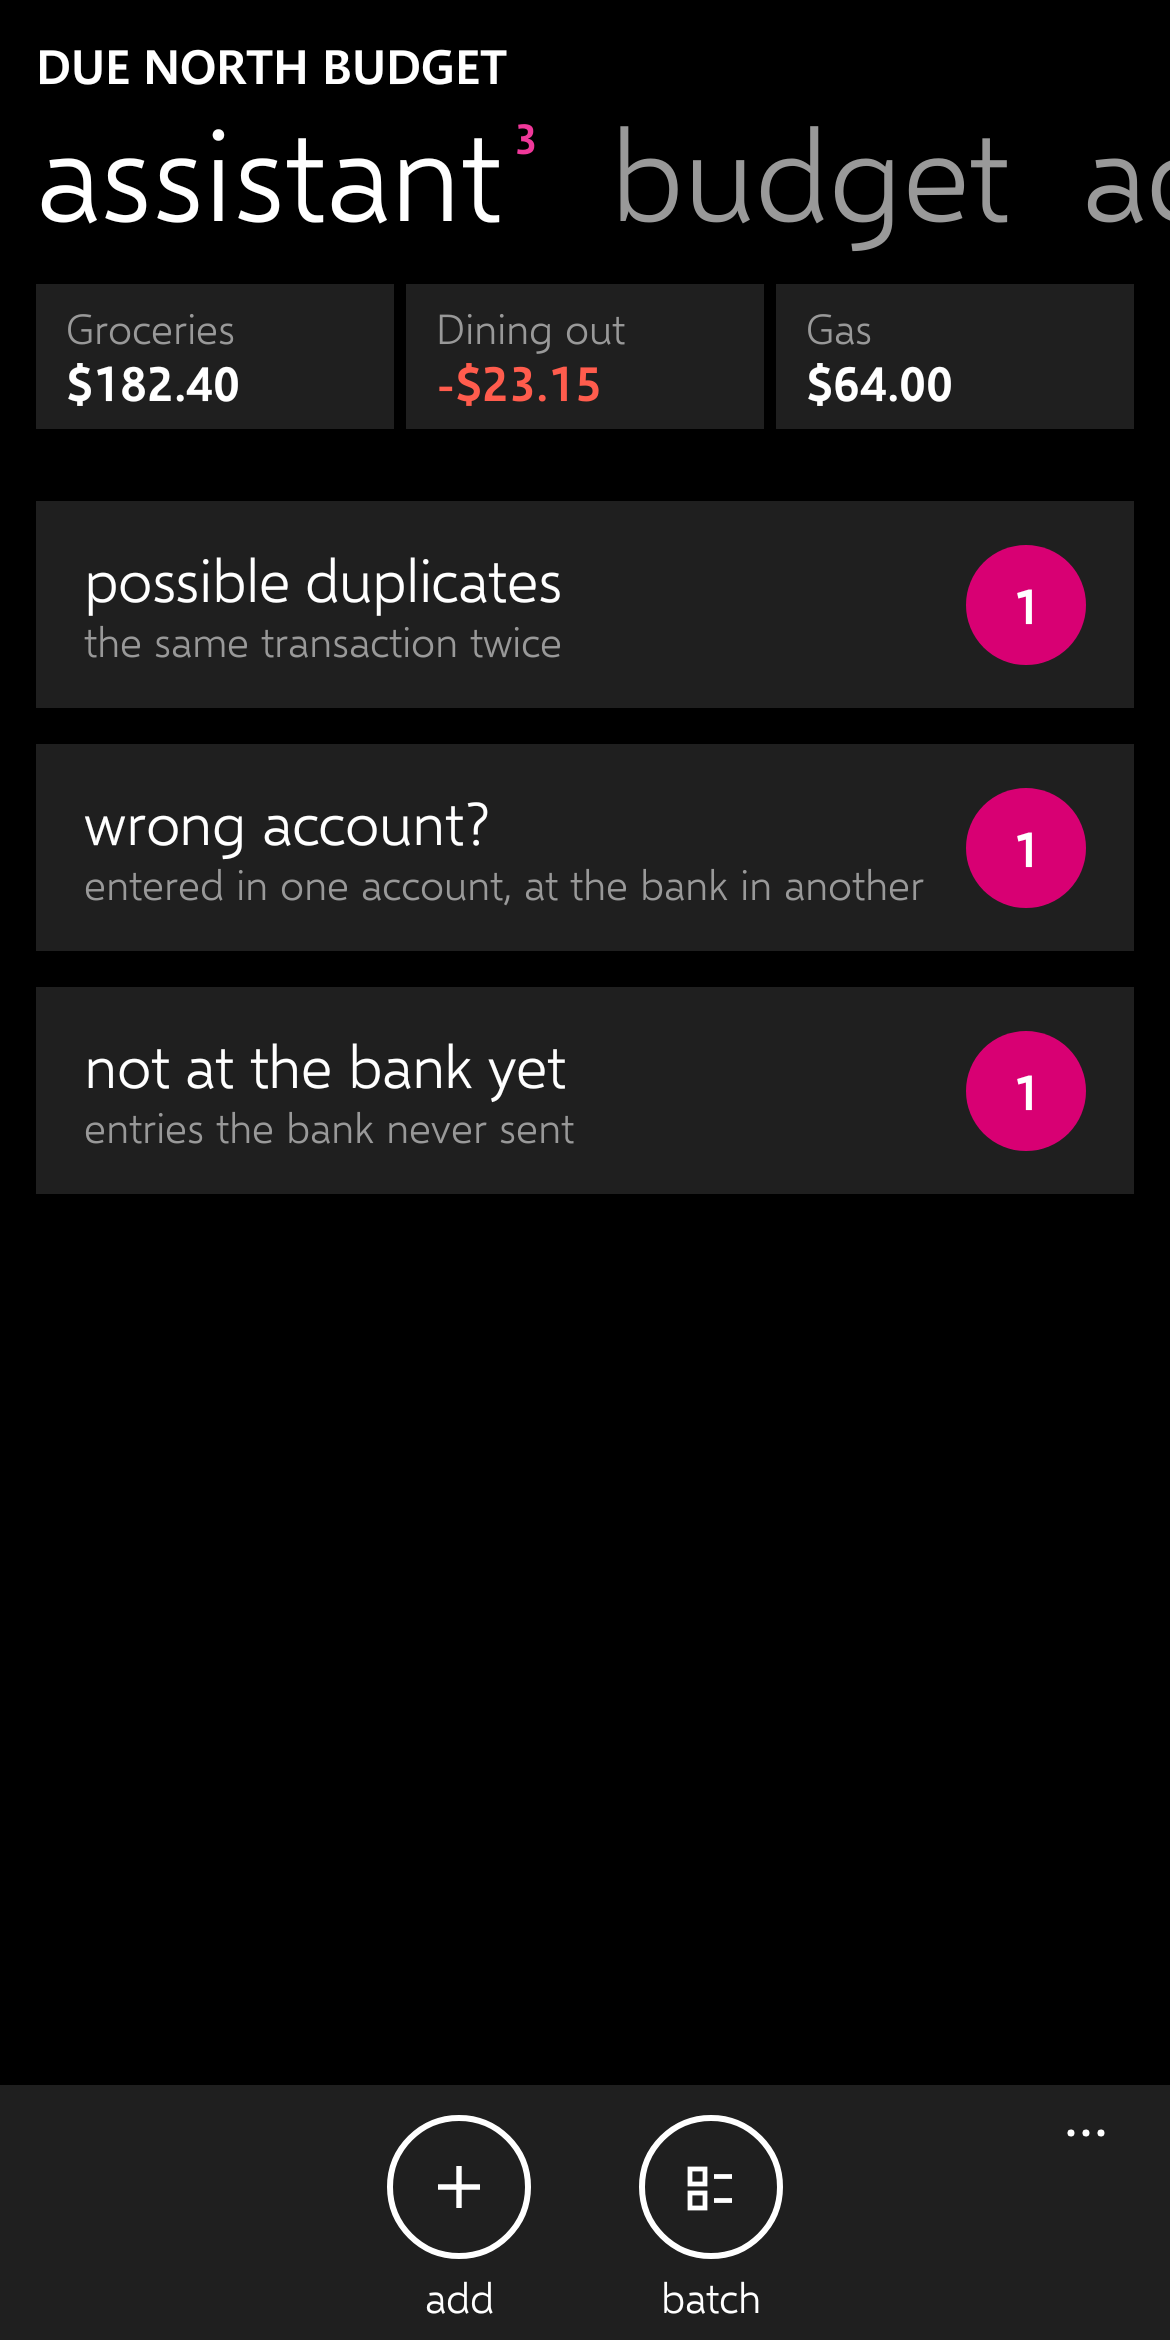 DUE NORTH BUDGET
assistant 3 budget ac
Groceries
$182.40
Dining out
-$23.15
Gas
$64.00
possible duplicates
the same transaction twice
1
wrong account?
entered in one account, at the bank in another
1
not at the bank yet
entries the bank never sent
1
add
batch